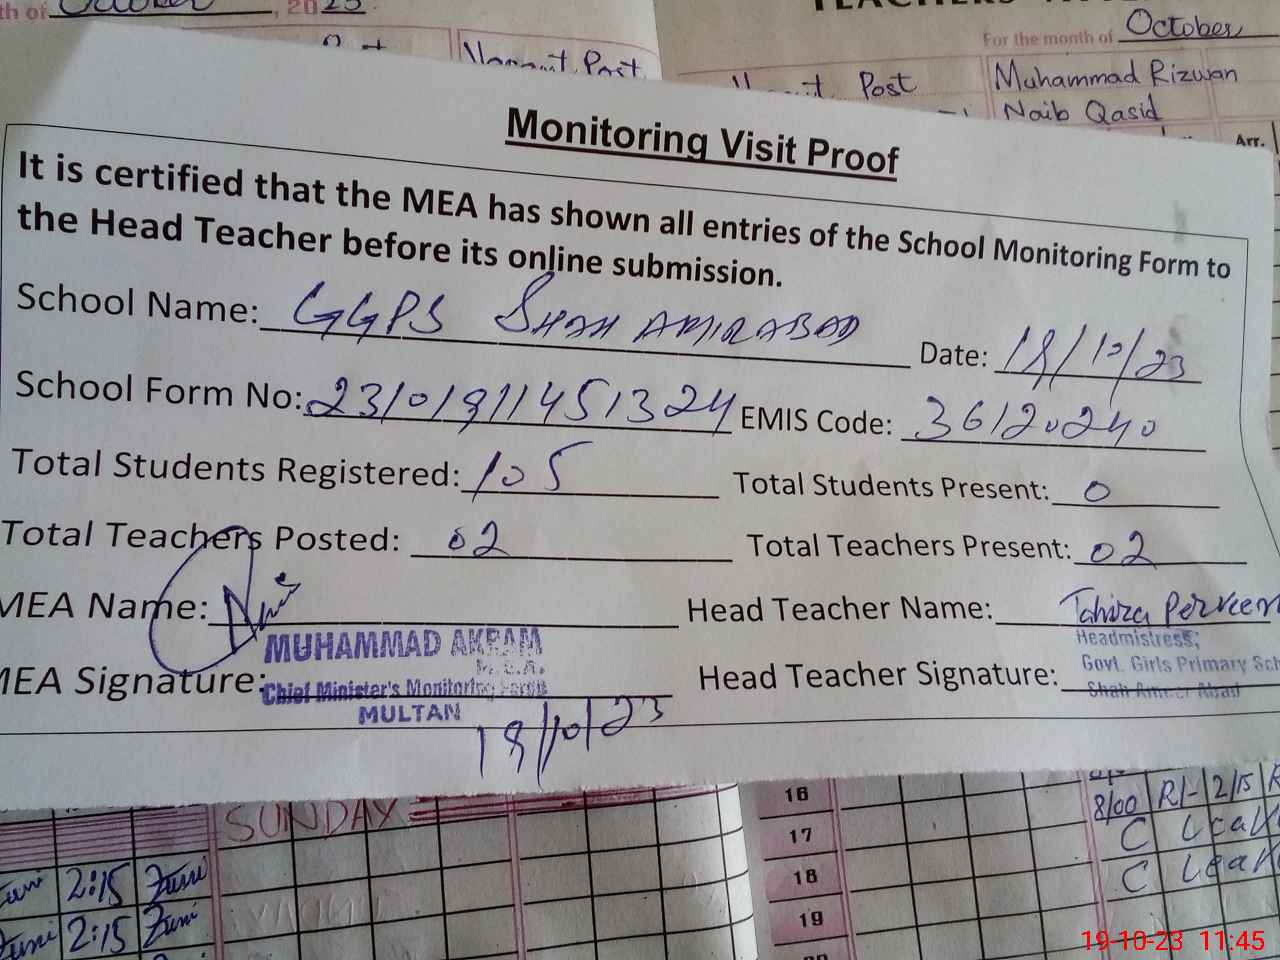 th of October, 2023.
October
For the month of
Vacant Post
Post
Muhammad Rizwan
Naib Qasid
Arr.
Monitoring Visit Proof
It is certified that the MEA has shown all entries of the School Monitoring Form to
the Head Teacher before its online submission.
School Name: GGPS SHAH AMIRABAD
Date: 19/10/23
School Form No: 23101911451324
EMIS Code: 36120240
Total Students Registered: 105
Total Students Present: 0
Total Teachers Posted: 02
Total Teachers Present: 02
MEA Name:
Head Teacher Name: Tahira Perveen
MUHAMMAD AKRAM
M.E.A.
Chief Minister's Monitoring Force
MULTAN
MEA Signature:
Head Teacher Signature:
Headmistress,
Govt. Girls Primary Sch
Shah Ameer Abad
19/10/23
SUNDAY
2:15
2:15
16
17
18
19
8/00 R/- 2/15 R
C Leav
C Leav
19-10-23 11:45